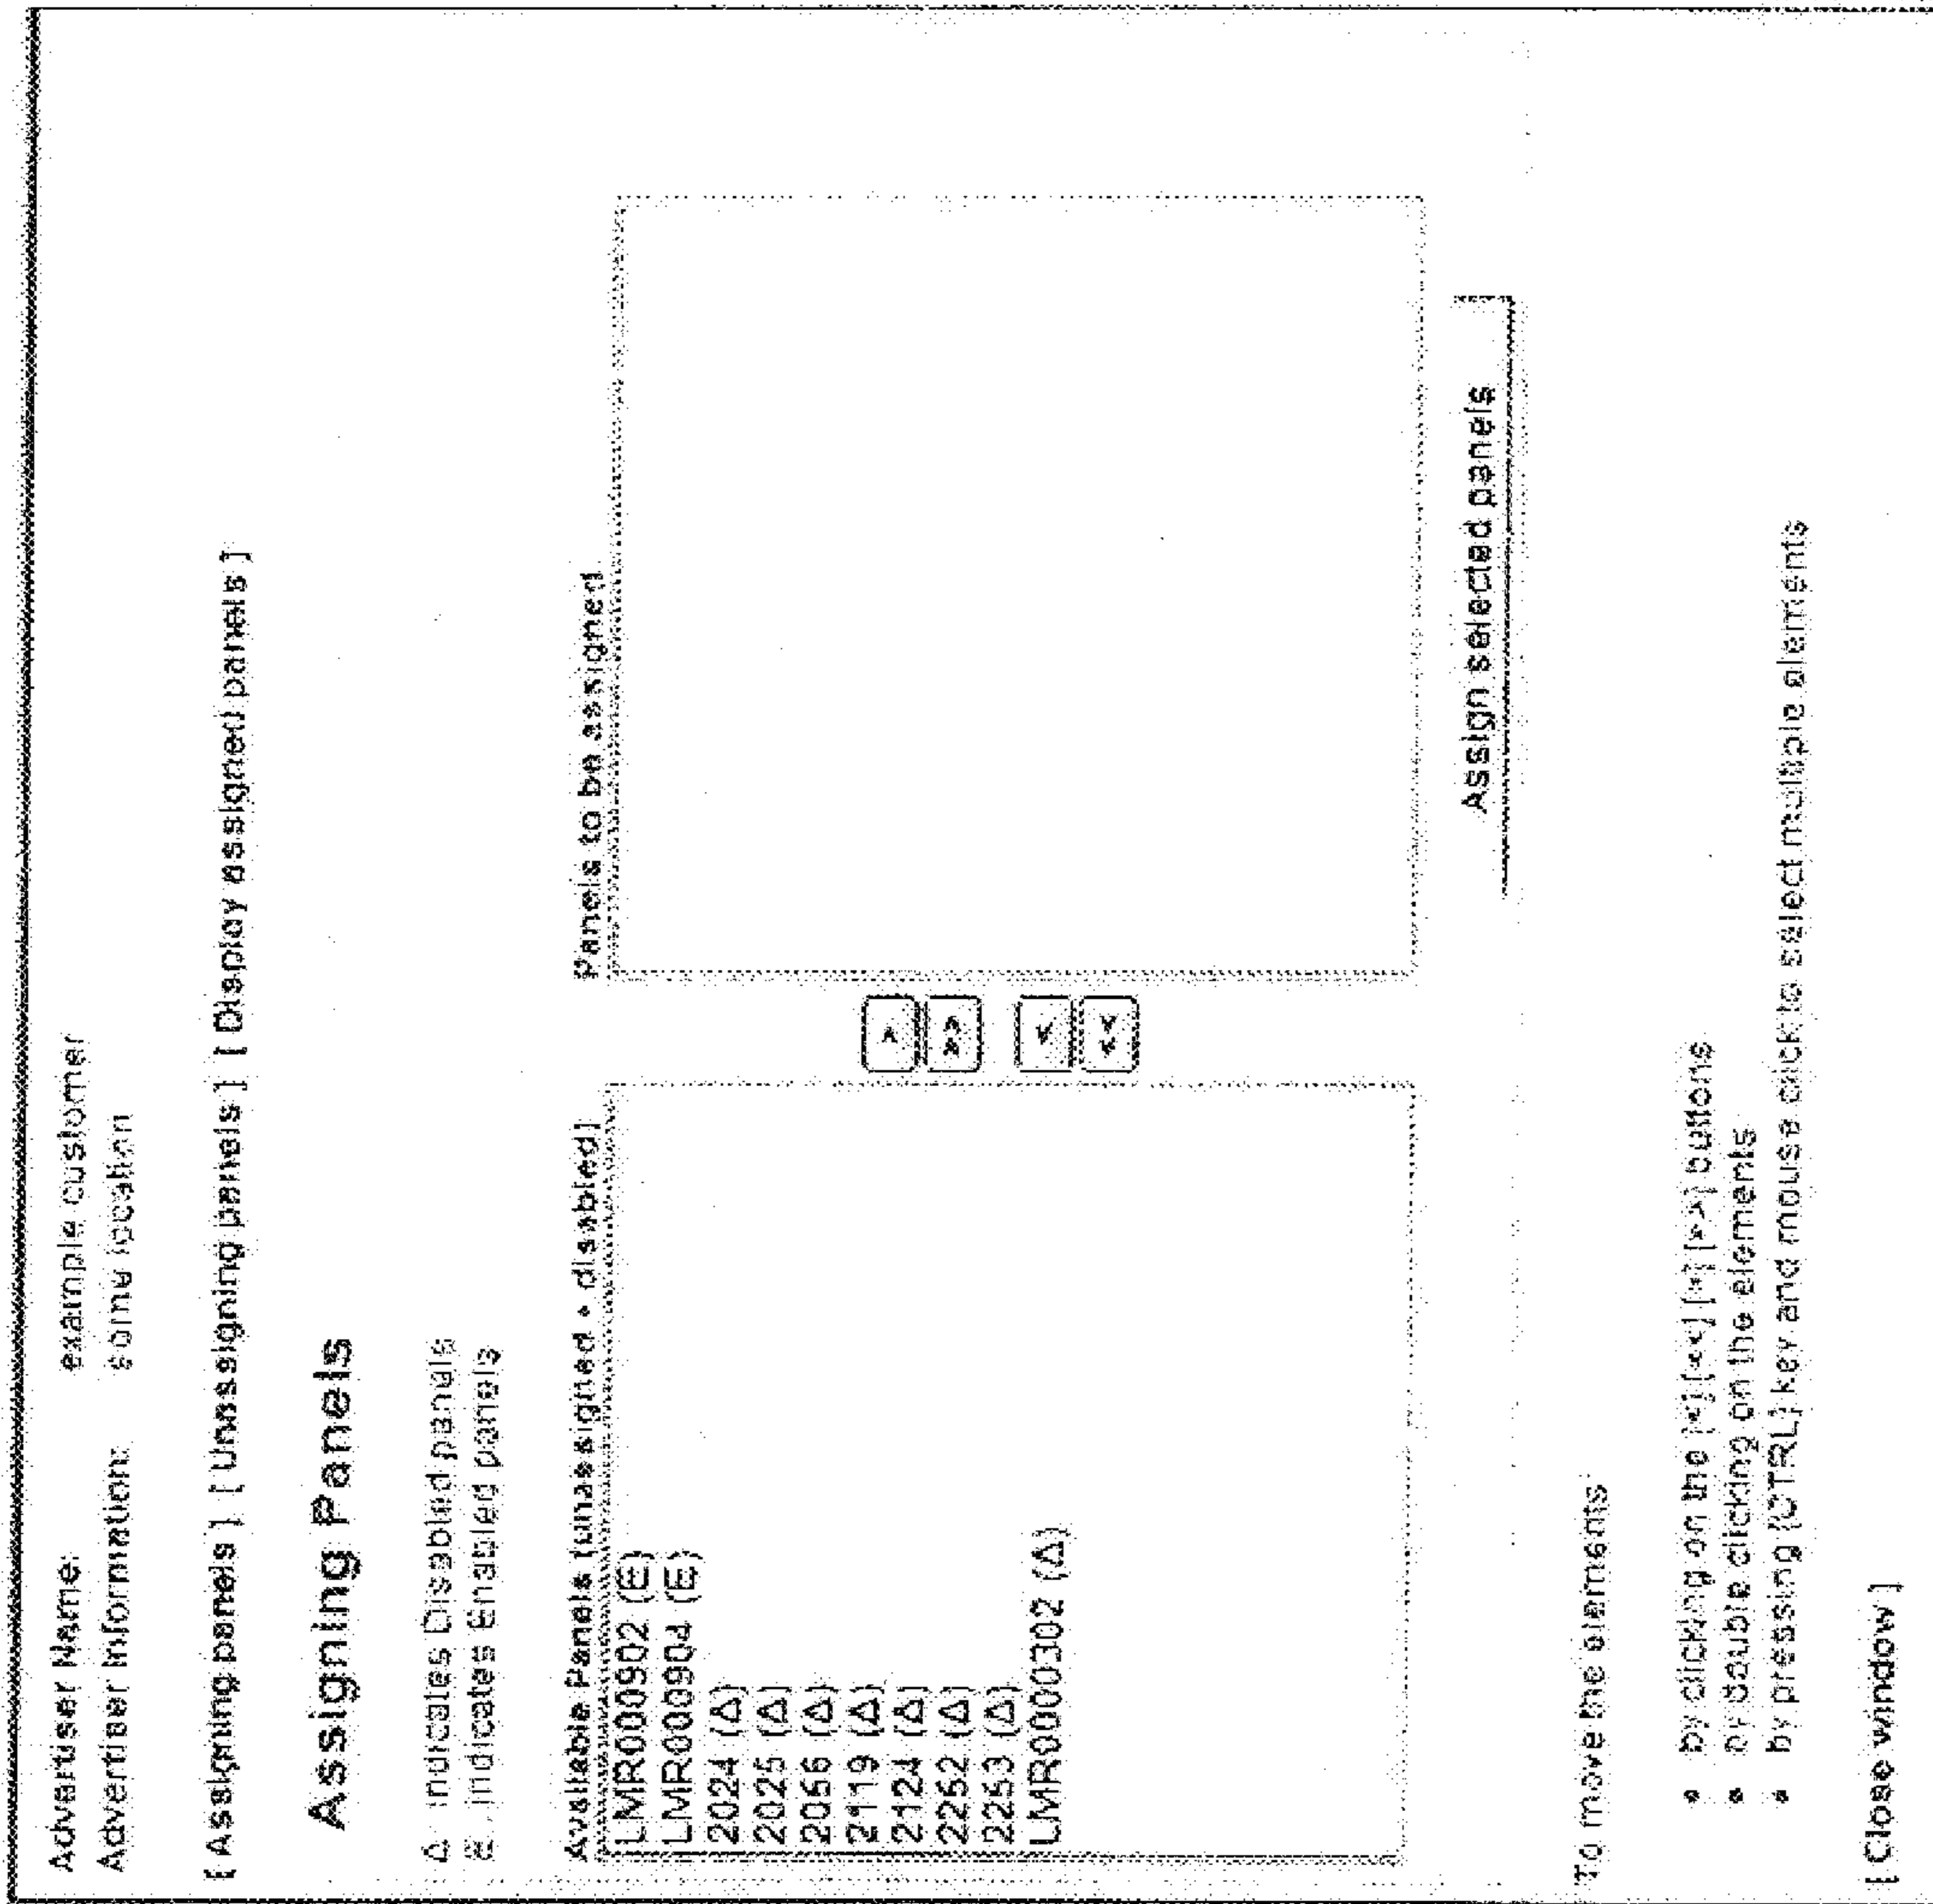 Advertiser Name: example customer
Advertiser Information: some location
[ Assigning panels ] [ Unassigning panels ] [ Display assigned panels ]
Assigning Panels
Δ indicates Disabled panels
E indicates Enabled panels
Available Panels (unassigned + disabled)
LMR000902 (E)
LMR000904 (E)
2024 (Δ)
2025 (Δ)
2056 (Δ)
2119 (Δ)
2124 (Δ)
2252 (Δ)
2253 (Δ)
LMR0000302 (Δ)
>
>>
<
<<
Panels to be assigned
Assign selected panels
To move the elements
• by clicking on the buttons
• by double clicking on the elements
• by pressing (CTRL) key and mouse click to select multiple elements
[ Close window ]